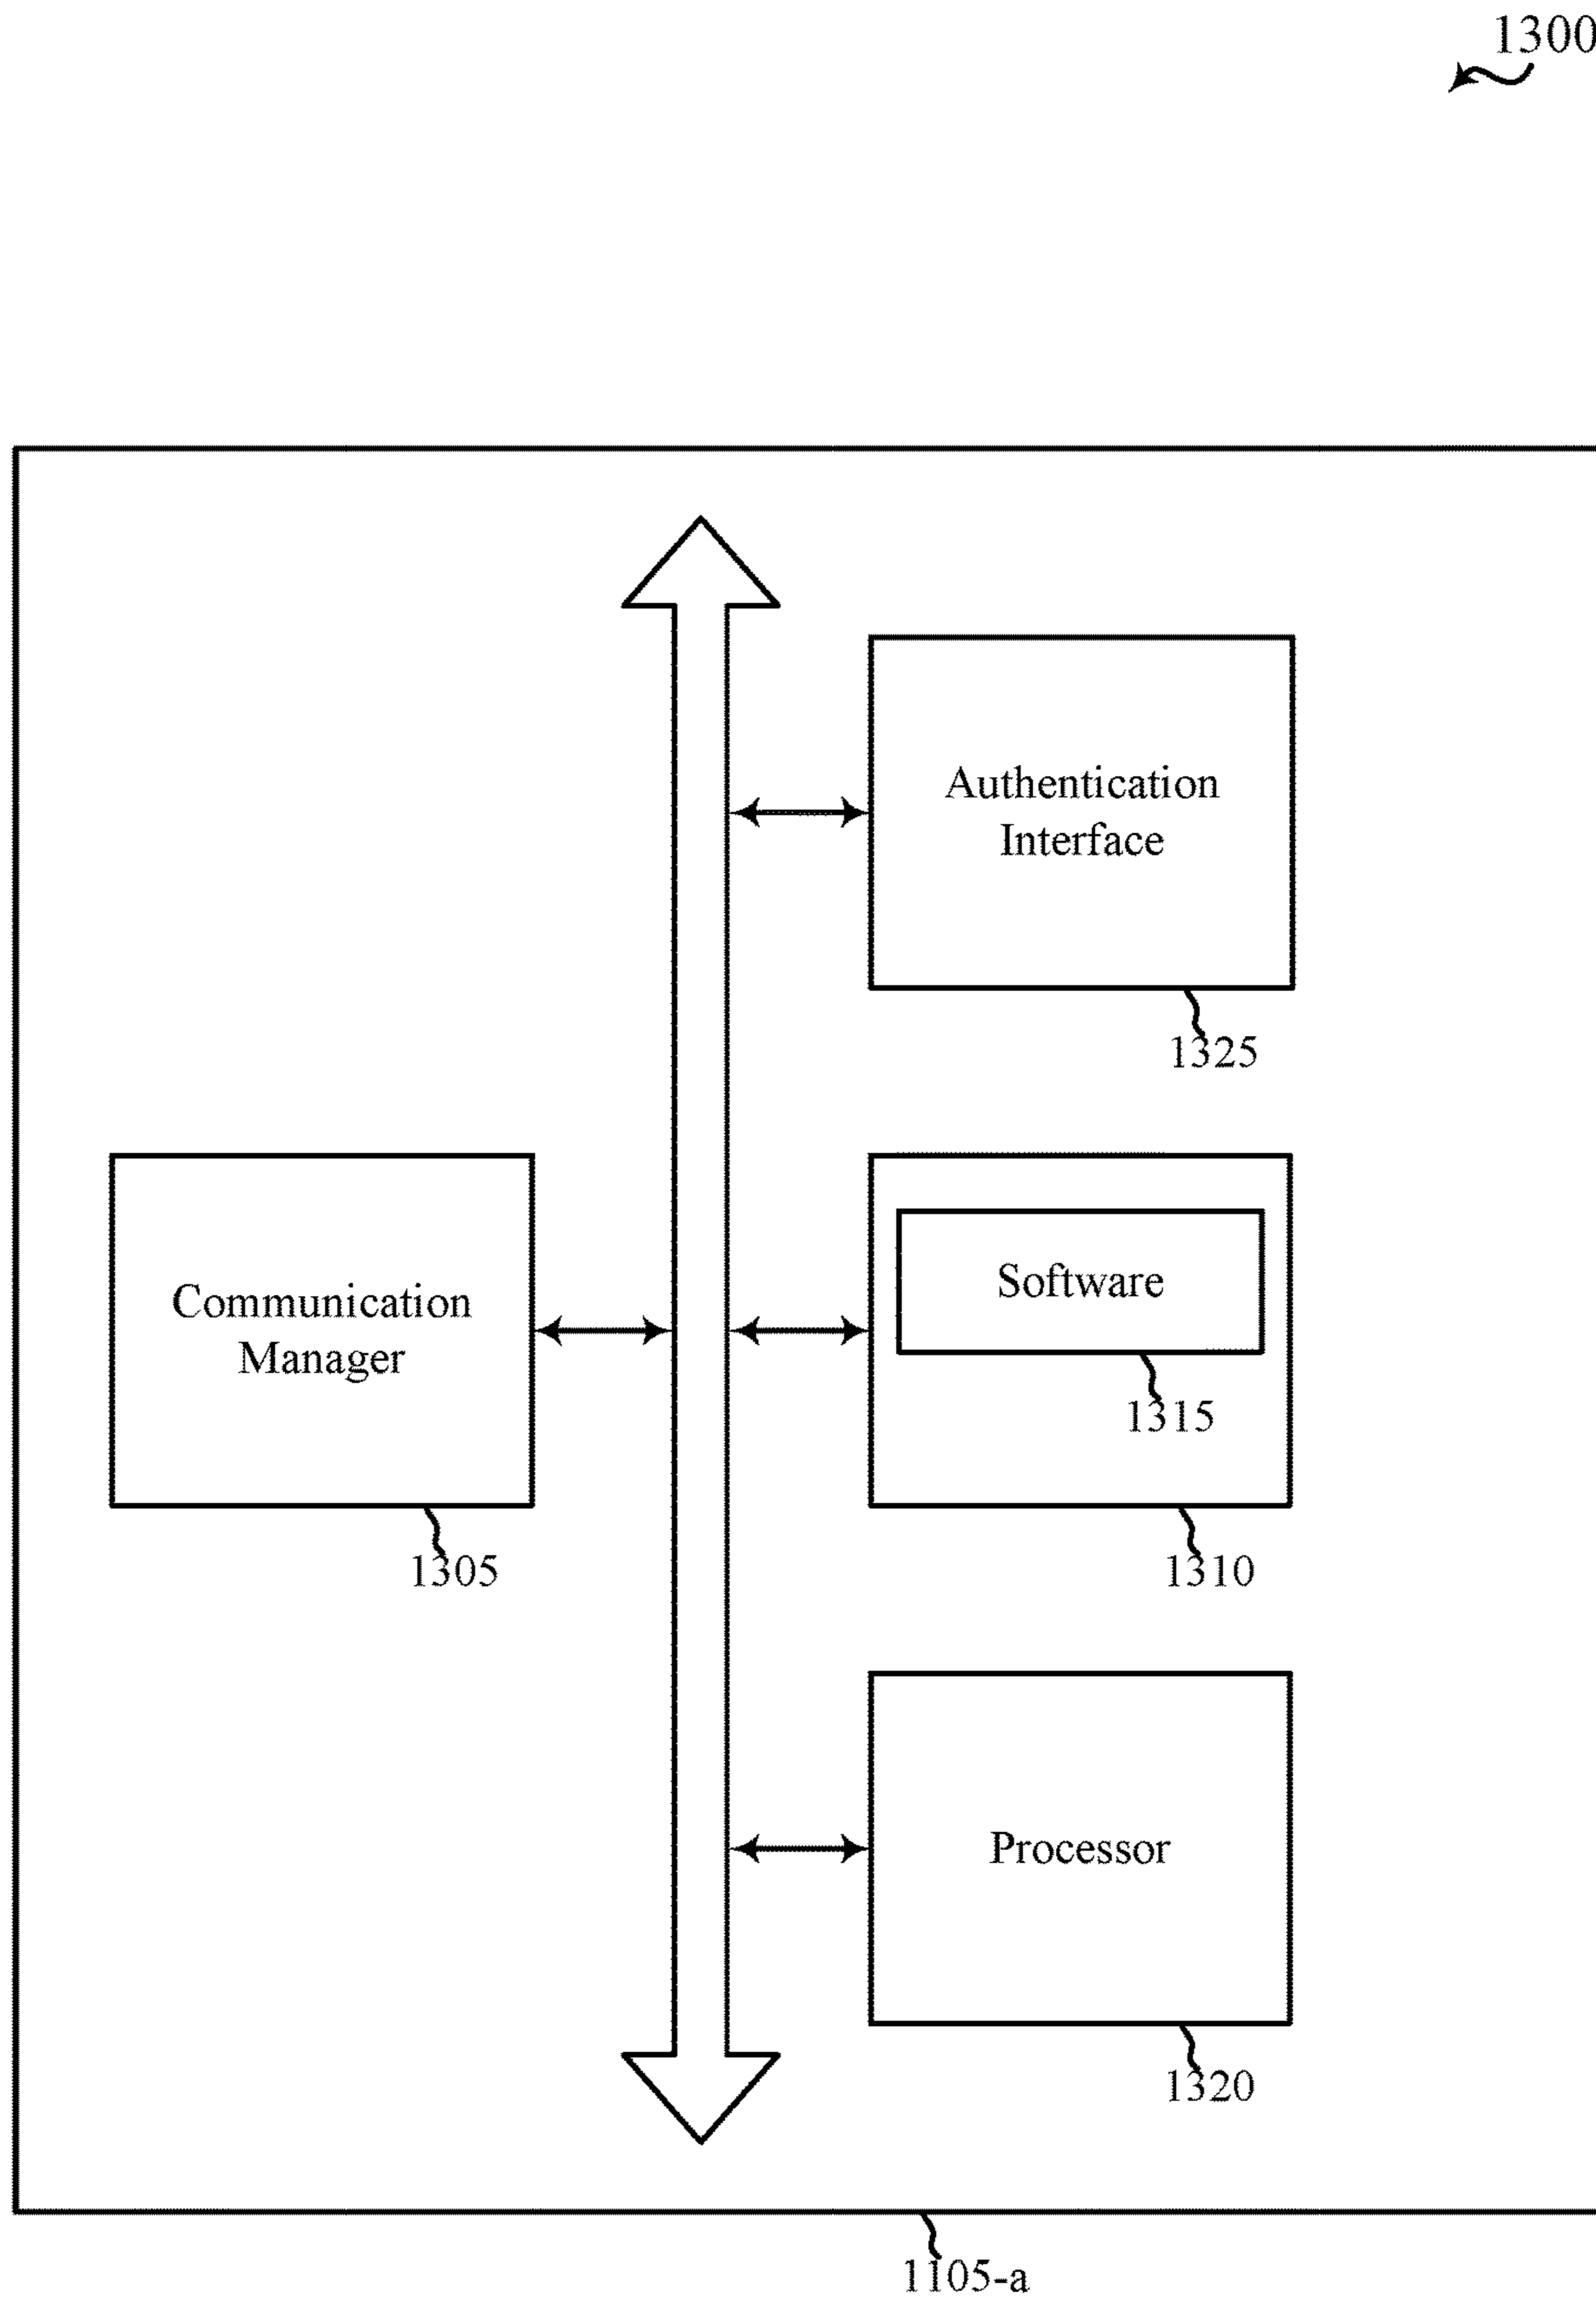 1300
Authentication
Interface
1325
Communication
Manager
1305
Software
1315
1310
Processor
1320
1105-a